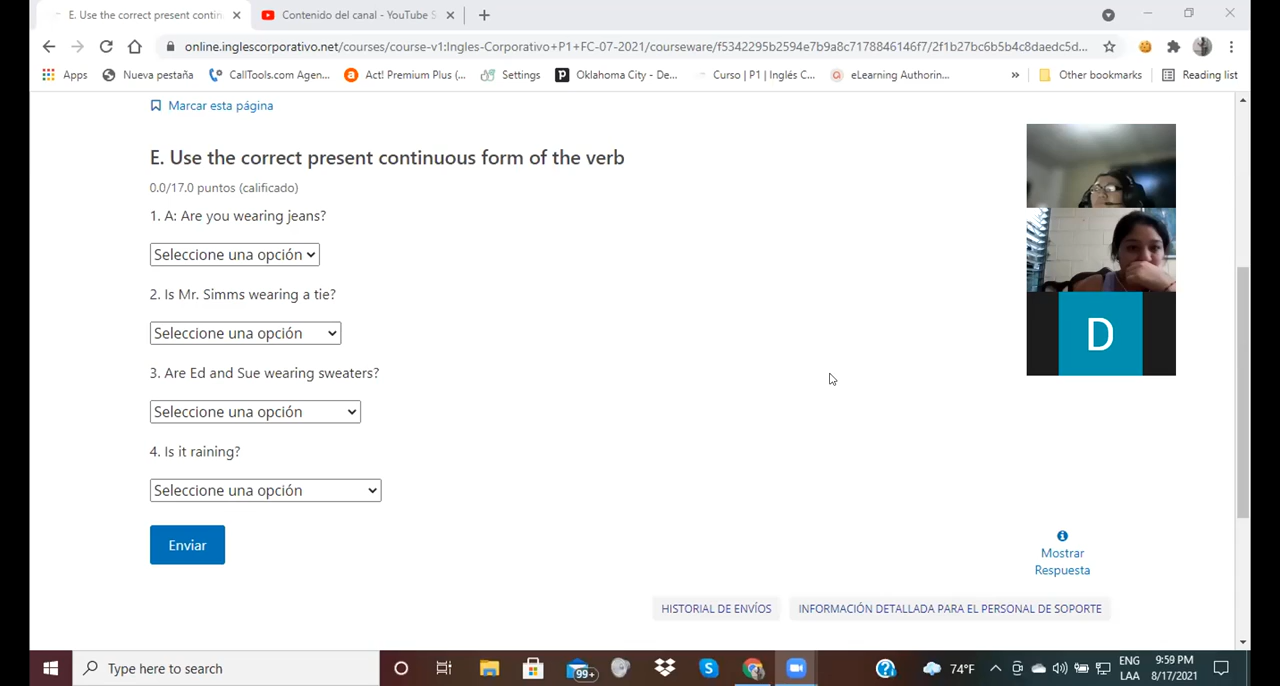 E. Use the correct present contin
Contenido del canal - YouTube S
online.inglescorporativo.net/courses/course-v1:Ingles-Corporativo+P1+FC-07-2021/courseware/f5342295b2594e7b9a8c7178846146f7/2f1b27bc6b5b4c8daedc5d...
Apps Nueva pestaña CallTools.com Agen... Act! Premium Plus (... Settings Oklahoma City - De... Curso | P1 | Inglés C... eLearning Authorin... » Other bookmarks Reading list
Marcar esta página
E. Use the correct present continuous form of the verb
0.0/17.0 puntos (calificado)
1. A: Are you wearing jeans?
Seleccione una opción
2. Is Mr. Simms wearing a tie?
Seleccione una opción
3. Are Ed and Sue wearing sweaters?
Seleccione una opción
4. Is it raining?
Seleccione una opción
Enviar
Mostrar
Respuesta
HISTORIAL DE ENVÍOS INFORMACIÓN DETALLADA PARA EL PERSONAL DE SOPORTE
D
Type here to search
99+
74°F
ENG
LAA
9:59 PM
8/17/2021